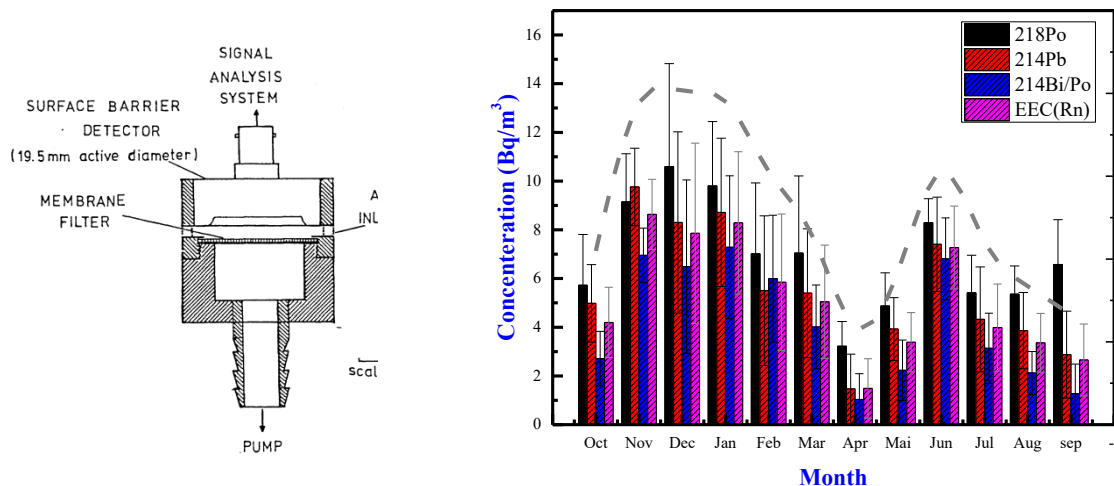 SIGNAL
ANALYSIS
SYSTEM
SURFACE BARRIER
DETECTOR
(19.5mm active diameter)
MEMBRANE
FILTER
A
INL
scal
PUMP
Concenteration (Bq/m³)
16
14
12
10
8
6
4
2
0
218Po
214Pb
214Bi/Po
EEC(Rn)
Oct Nov Dec Jan Feb Mar Apr Mai Jun Jul Aug sep
Month